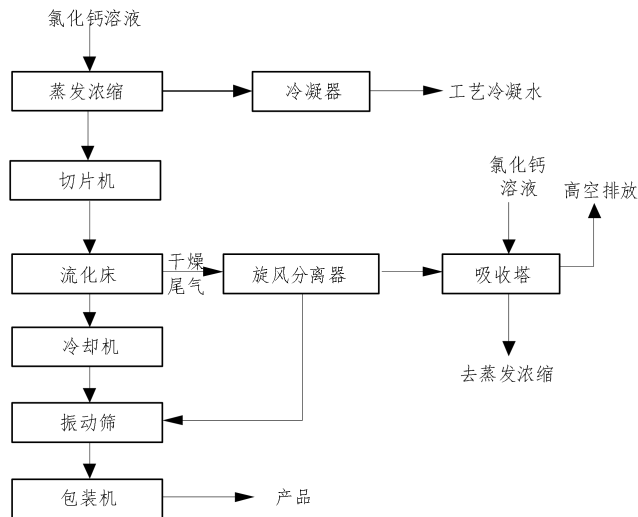 氯化钙溶液
蒸发浓缩
冷凝器
工艺冷凝水
切片机
氯化钙
溶液
高空排放
流化床
干燥
尾气
旋风分离器
吸收塔
冷却机
去蒸发浓缩
振动筛
包装机
产品